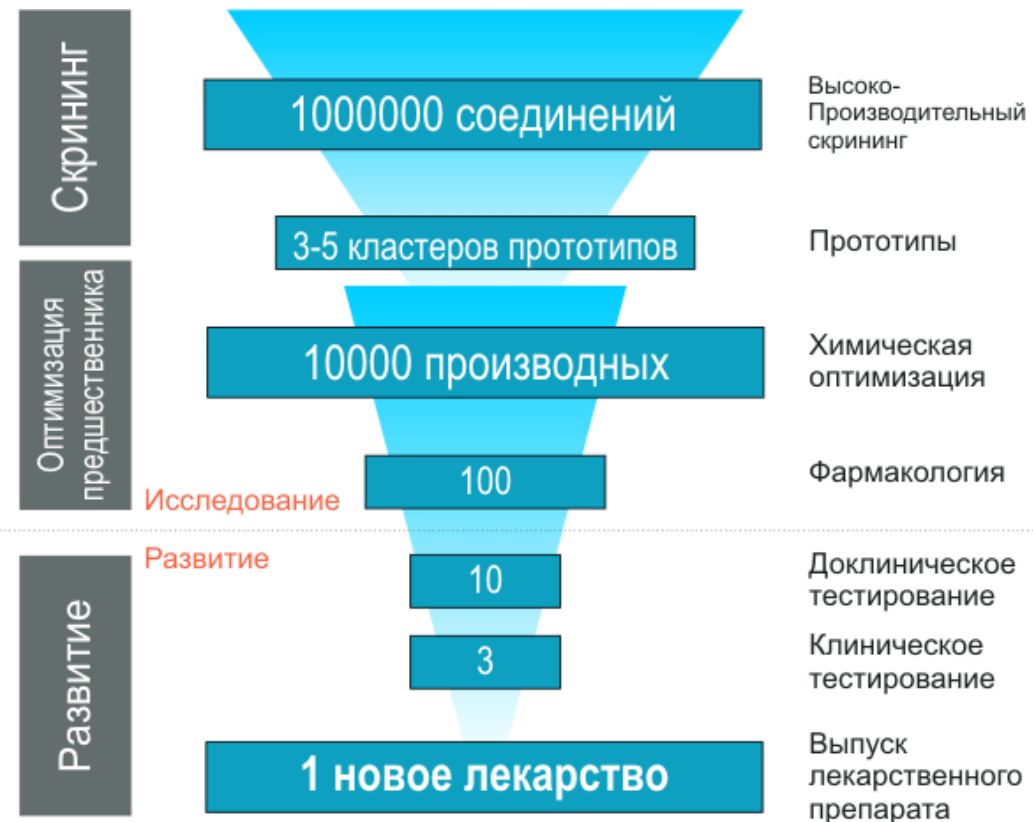 Скрининг
1000000 соединений
Высоко-
Производительный
скрининг
3-5 кластеров прототипов
Прототипы
Оптимизация
предшественника
10000 производных
Химическая
оптимизация
100
Фармакология
Исследование
Развитие
Развитие
10
Доклиническое
тестирование
3
Клиническое
тестирование
1 новое лекарство
Выпуск
лекарственного
препарата